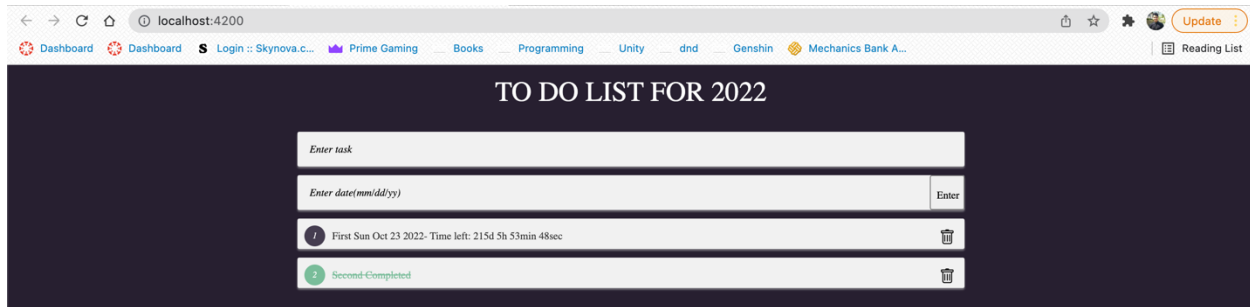 localhost:4200
Update
Dashboard Dashboard S Login :: Skynova.c... Prime Gaming Books Programming Unity dnd Genshin Mechanics Bank A... Reading List
TO DO LIST FOR 2022
Enter task
Enter date(mm/dd/yy) Enter
1 First Sun Oct 23 2022- Time left: 215d 5h 53min 48sec
2 Second Completed